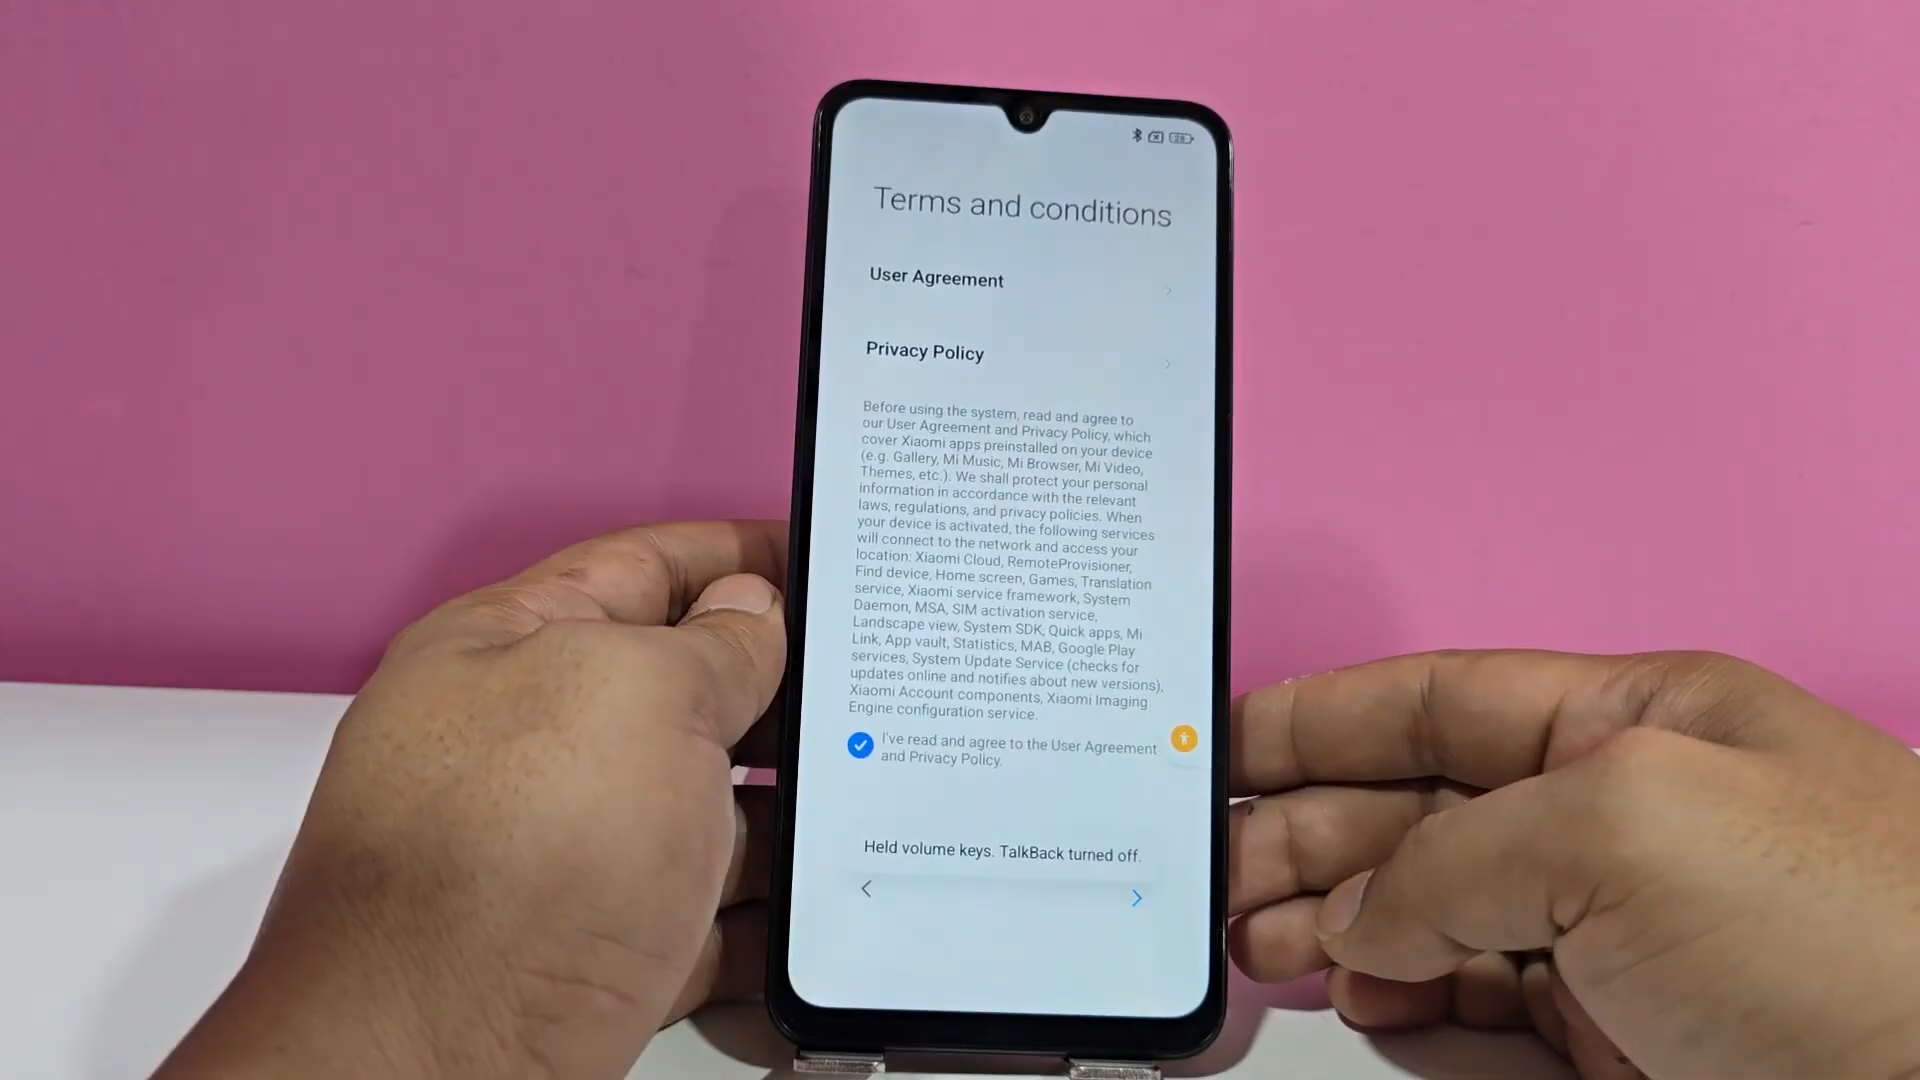 Terms and conditions
User Agreement
Privacy Policy
Before using the system, read and agree to
our User Agreement and Privacy Policy, which
cover Xiaomi apps preinstalled on your device
(e.g. Gallery, Mi Music, Mi Browser, Mi Video,
Themes, etc.). We shall protect your personal
information in accordance with the relevant
laws, regulations, and privacy policies. When
your device is activated, the following services
will connect to the network and access your
location: Xiaomi Cloud, RemoteProvisioner,
Find device, Home screen, Games, Translation
service, Xiaomi service framework, System
Daemon, MSA, SIM activation service,
Landscape view, System SDK, Quick apps, Mi
Link, App vault, Statistics, MAB, Google Play
services, System Update Service (checks for
updates online and notifies about new versions),
Xiaomi Account components, Xiaomi Imaging
Engine configuration service.
I've read and agree to the User Agreement
and Privacy Policy.
Held volume keys. TalkBack turned off.